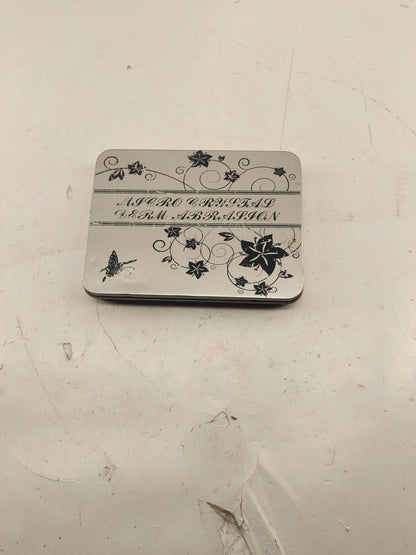 MICRO CRYSTAL
DERM ABRASION